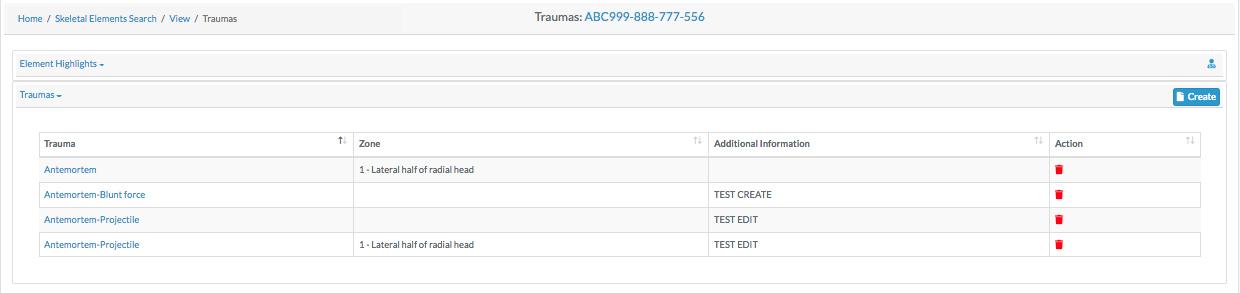 Home / Skeletal Elements Search / View / Traumas
Traumas: ABC999-888-777-556
Element Highlights
Traumas
Create
Trauma Zone Additional Information Action
Antemortem 1 - Lateral half of radial head
Antemortem-Blunt force TEST CREATE
Antemortem-Projectile TEST EDIT
Antemortem-Projectile 1 - Lateral half of radial head TEST EDIT